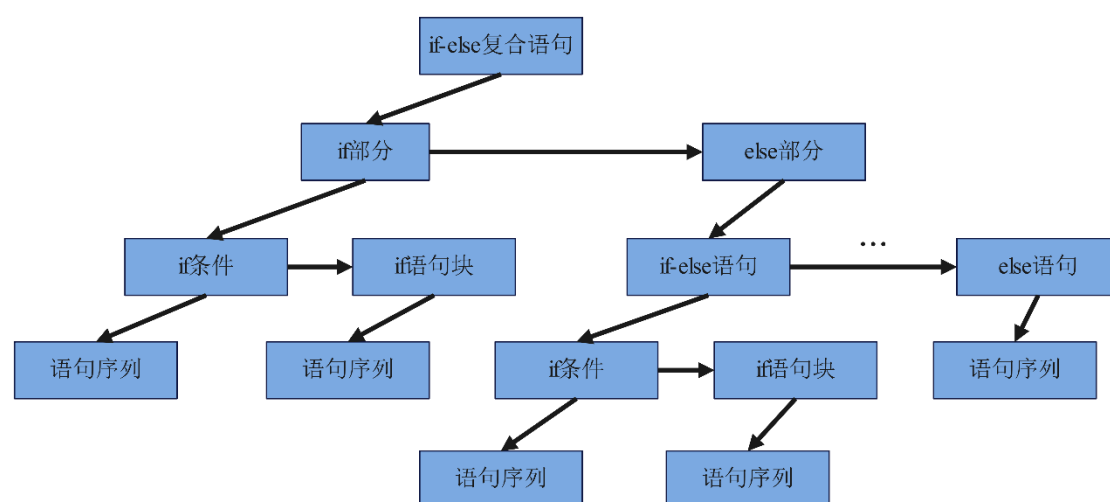 if-else复合语句
if部分
else部分
if条件
if语句块
if-else语句
...
else语句
语句序列
语句序列
if条件
if语句块
语句序列
语句序列
语句序列